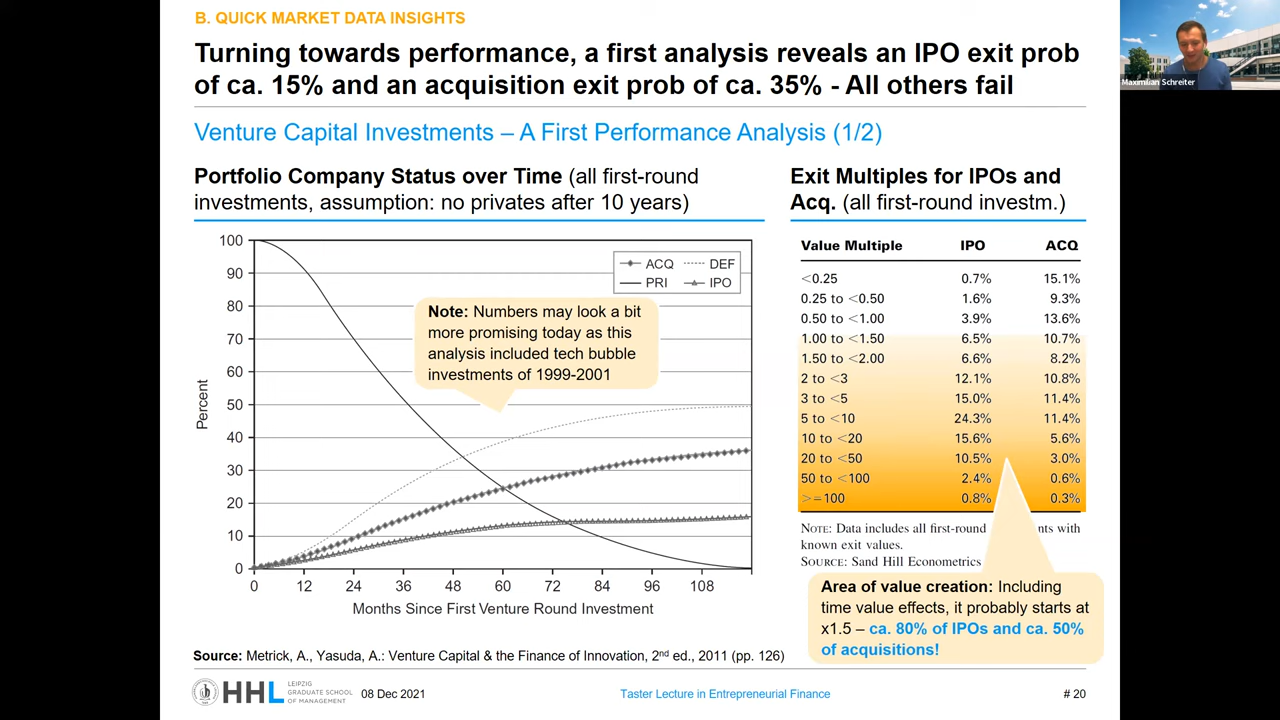 B. QUICK MARKET DATA INSIGHTS
Turning towards performance, a first analysis reveals an IPO exit prob
of ca. 15% and an acquisition exit prob of ca. 35% - All others fail
Maximilian Schreiter
Venture Capital Investments – A First Performance Analysis (1/2)
Portfolio Company Status over Time (all first-round
investments, assumption: no privates after 10 years)
100
90
80
70
60
50
40
30
20
10
0
Percent
0 12 24 36 48 60 72 84 96 108
Months Since First Venture Round Investment
ACQ DEF
PRI IPO
Note: Numbers may look a bit
more promising today as this
analysis included tech bubble
investments of 1999-2001
Exit Multiples for IPOs and
Acq. (all first-round investm.)
Value Multiple IPO ACQ
<0.25 0.7% 15.1%
0.25 to <0.50 1.6% 9.3%
0.50 to <1.00 3.9% 13.6%
1.00 to <1.50 6.5% 10.7%
1.50 to <2.00 6.6% 8.2%
2 to <3 12.1% 10.8%
3 to <5 15.0% 11.4%
5 to <10 24.3% 11.4%
10 to <20 15.6% 5.6%
20 to <50 10.5% 3.0%
50 to <100 2.4% 0.6%
>=100 0.8% 0.3%
NOTE: Data includes all first-round nts with
known exit values.
SOURCE: Sand Hill Econometrics
Area of value creation: Including
time value effects, it probably starts at
x1.5 – ca. 80% of IPOs and ca. 50%
of acquisitions!
Source: Metrick, A., Yasuda, A.: Venture Capital & the Finance of Innovation, 2nd ed., 2011 (pp. 126)
HHL
LEIPZIG
GRADUATE SCHOOL
OF MANAGEMENT
08 Dec 2021
Taster Lecture in Entrepreneurial Finance
# 20